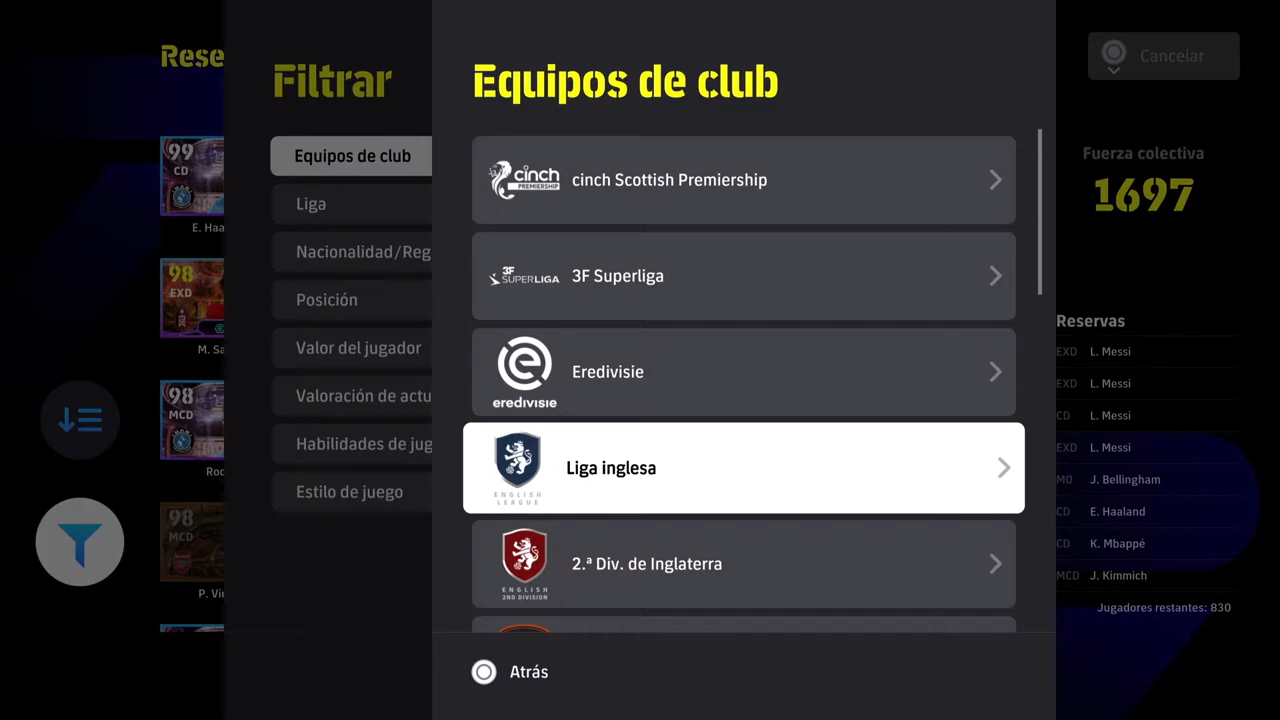 Rese
Filtrar
Equipos de club
Cancelar
99
CD
E. Haa
98
EXD
M. Sa
98
MCD
Roc
98
MCD
P. Vie
Equipos de club
Liga
Nacionalidad/Reg
Posición
Valor del jugador
Valoración de actu
Habilidades de jug
Estilo de juego
cinch
PREMIERSHIP
cinch Scottish Premiership
3F
SUPERLIGA
3F Superliga
eredivisie
Eredivisie
ENGLISH
LEAGUE
Liga inglesa
ENGLISH
2ND DIVISION
2.ª Div. de Inglaterra
Atrás
Fuerza colectiva
1697
Reservas
EXD L. Messi
EXD L. Messi
CD L. Messi
EXD L. Messi
MO J. Bellingham
CD E. Haaland
CD K. Mbappé
MCD J. Kimmich
Jugadores restantes: 830